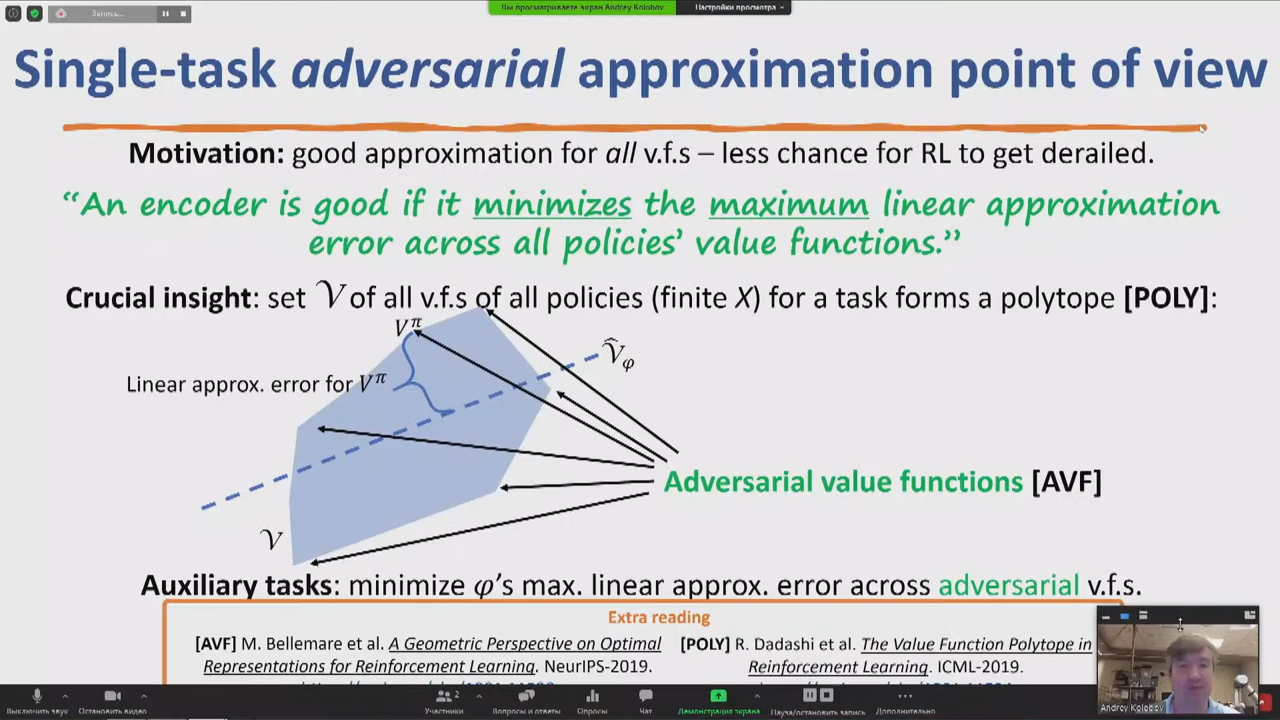 Запись...
Вы просматриваете экран Andrey Kolobov
Настройки просмотра
Single-task adversarial approximation point of view
Motivation: good approximation for all v.f.s – less chance for RL to get derailed.
“An encoder is good if it minimizes the maximum linear approximation
error across all policies’ value functions.”
Crucial insight: set 𝒱 of all v.f.s of all policies (finite X) for a task forms a polytope [POLY]:
V^π
𝒱̂_φ
Linear approx. error for V^π
Adversarial value functions [AVF]
𝒱
Auxiliary tasks: minimize φ’s max. linear approx. error across adversarial v.f.s.
Extra reading
[AVF] M. Bellemare et al. A Geometric Perspective on Optimal
Representations for Reinforcement Learning. NeurIPS-2019.
[POLY] R. Dadashi et al. The Value Function Polytope in
Reinforcement Learning. ICML-2019.
Andrey Kolobov
2
Выключить звук
Остановить видео
Участники
Вопросы и ответы
Опросы
Чат
Демонстрация экрана
Пауза/остановить запись
Дополнительно